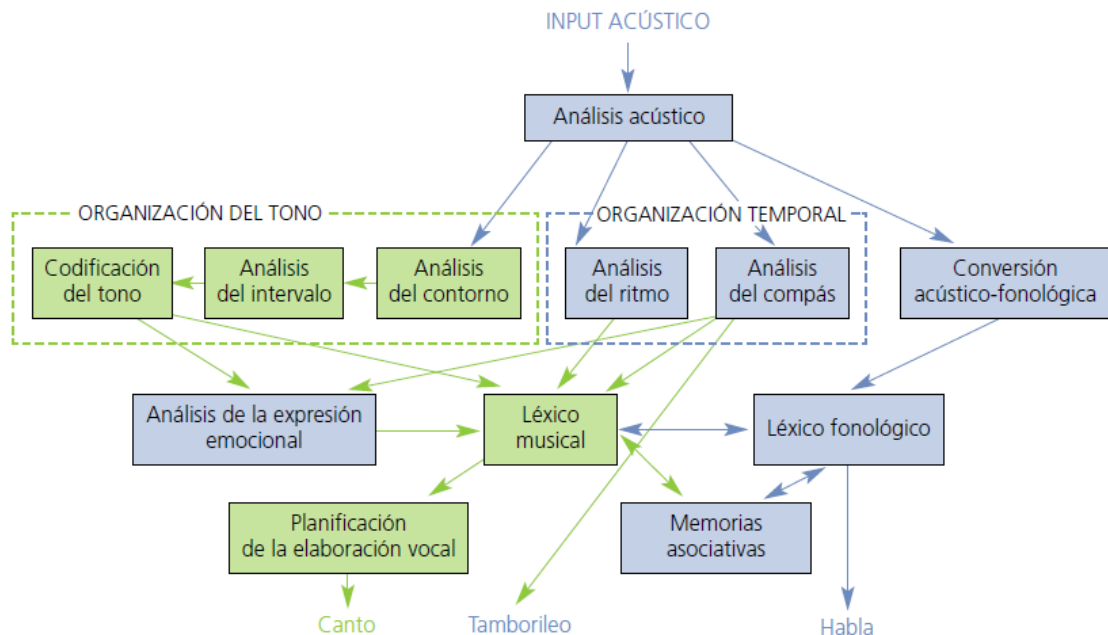 INPUT ACÚSTICO
Análisis acústico
ORGANIZACIÓN DEL TONO
ORGANIZACIÓN TEMPORAL
Codificación
del tono
Análisis
del intervalo
Análisis
del contorno
Análisis
del ritmo
Análisis
del compás
Conversión
acústico-fonológica
Análisis de la expresión
emocional
Léxico
musical
Léxico fonológico
Planificación
de la elaboración vocal
Memorias
asociativas
Canto
Tamborileo
Habla